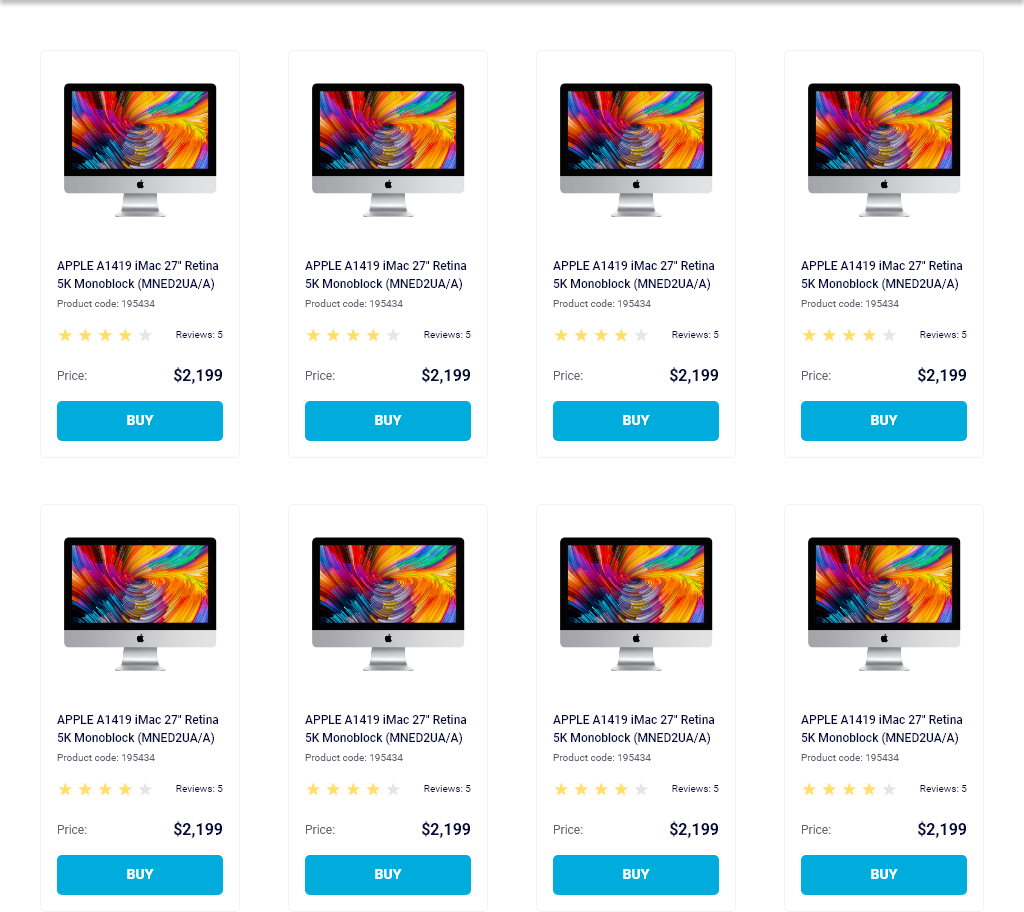 APPLE A1419 iMac 27" Retina
5K Monoblock (MNED2UA/A)
Product code: 195434
Reviews: 5
Price: $2,199
BUY
APPLE A1419 iMac 27" Retina
5K Monoblock (MNED2UA/A)
Product code: 195434
Reviews: 5
Price: $2,199
BUY
APPLE A1419 iMac 27" Retina
5K Monoblock (MNED2UA/A)
Product code: 195434
Reviews: 5
Price: $2,199
BUY
APPLE A1419 iMac 27" Retina
5K Monoblock (MNED2UA/A)
Product code: 195434
Reviews: 5
Price: $2,199
BUY
APPLE A1419 iMac 27" Retina
5K Monoblock (MNED2UA/A)
Product code: 195434
Reviews: 5
Price: $2,199
BUY
APPLE A1419 iMac 27" Retina
5K Monoblock (MNED2UA/A)
Product code: 195434
Reviews: 5
Price: $2,199
BUY
APPLE A1419 iMac 27" Retina
5K Monoblock (MNED2UA/A)
Product code: 195434
Reviews: 5
Price: $2,199
BUY
APPLE A1419 iMac 27" Retina
5K Monoblock (MNED2UA/A)
Product code: 195434
Reviews: 5
Price: $2,199
BUY